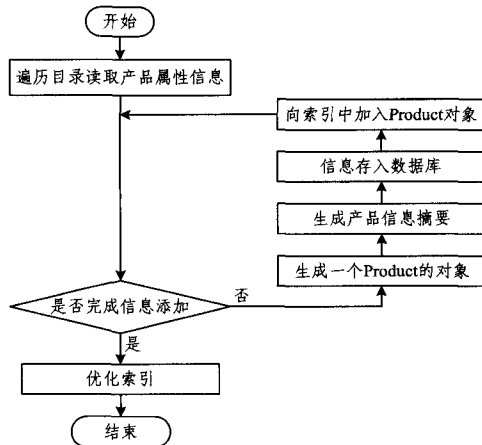 开始
遍历目录读取产品属性信息
向索引中加入Product对象
信息存入数据库
生成产品信息摘要
生成一个Product的对象
是否完成信息添加
否
是
优化索引
结束